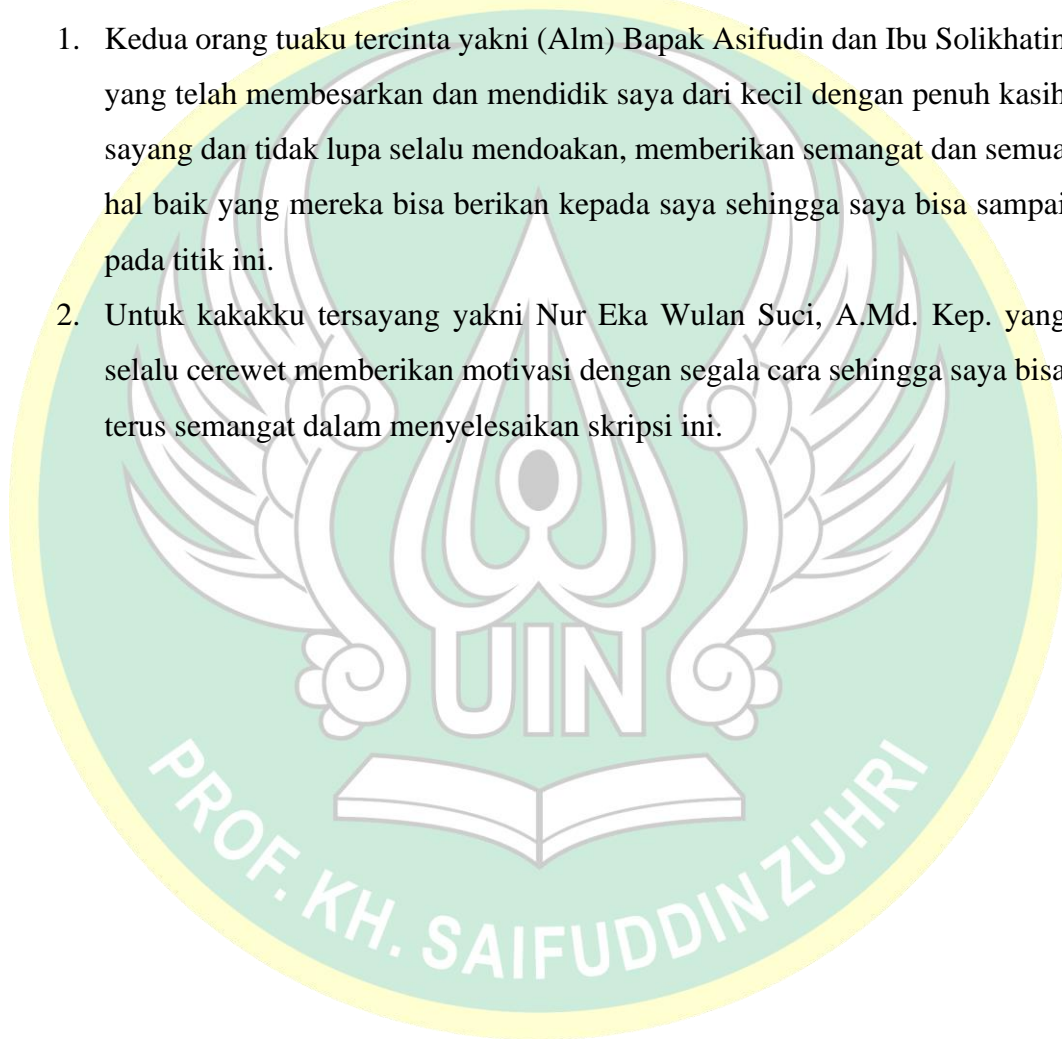 1. Kedua orang tuaku tercinta yakni (Alm) Bapak Asifudin dan Ibu Solikhatin
yang telah membesarkan dan mendidik saya dari kecil dengan penuh kasih
sayang dan tidak lupa selalu mendoakan, memberikan semangat dan semua
hal baik yang mereka bisa berikan kepada saya sehingga saya bisa sampai
pada titik ini.
2. Untuk kakakku tersayang yakni Nur Eka Wulan Suci, A.Md. Kep. yang
selalu cerewet memberikan motivasi dengan segala cara sehingga saya bisa
terus semangat dalam menyelesaikan skripsi ini.
UIN
PROF. KH. SAIFUDDIN ZUHRI